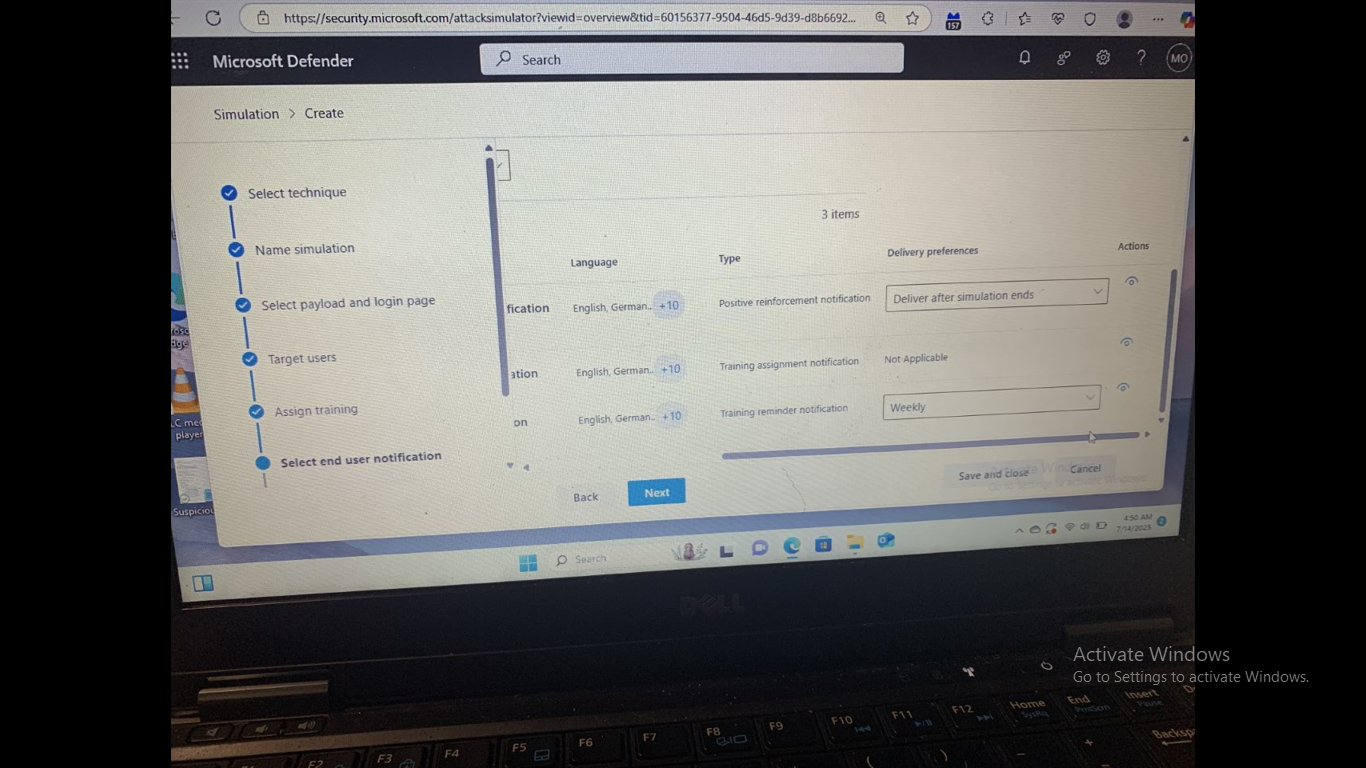 https://security.microsoft.com/attacksimulator?viewid=overview&tid=60156377-9504-46d5-9d39-d8b6692...
157
Microsoft Defender
Search
MO
Simulation > Create
Select technique
Name simulation
Select payload and login page
Target users
Assign training
Select end user notification
3 items
Language
Type
Delivery preferences
Actions
fication
English, German.. +10
Positive reinforcement notification
Deliver after simulation ends
ation
English, German.. +10
Training assignment notification
Not Applicable
on
English, German.. +10
Training reminder notification
Weekly
Back
Next
Save and close
Cancel
player
Suspiciou
Search
4:50 AM
DELL
Activate Windows
Go to Settings to activate Windows.
F2
F3
F4
F5
F6
F7
F8
F9
F10
F11
F12
Home
SysRq
End
Insert
Pause
Backsp